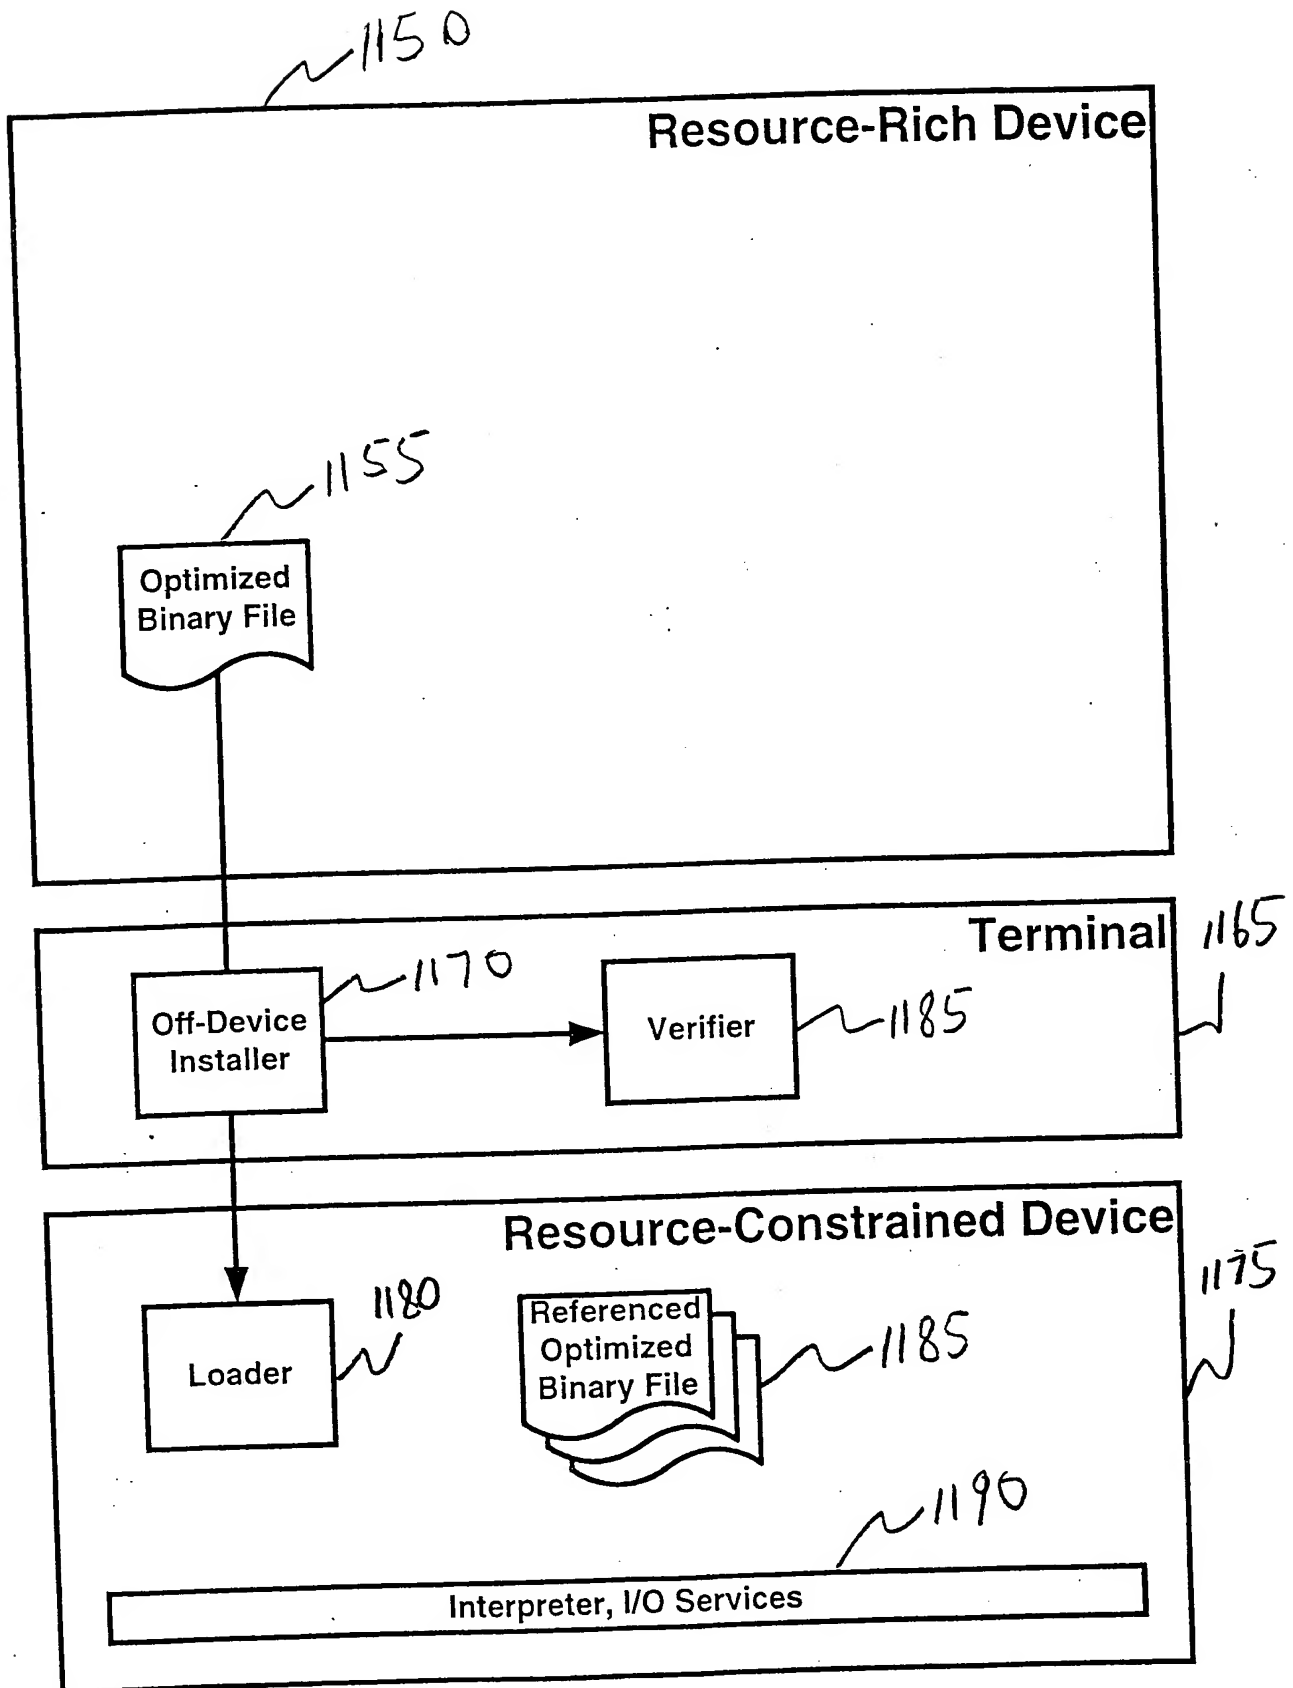 1150
Resource-Rich Device
1155
Optimized
Binary File
Terminal
1165
1170
Off-Device
Installer
Verifier
1185
Resource-Constrained Device
1175
1180
Loader
Referenced
Optimized
Binary File
1185
1190
Interpreter, I/O Services